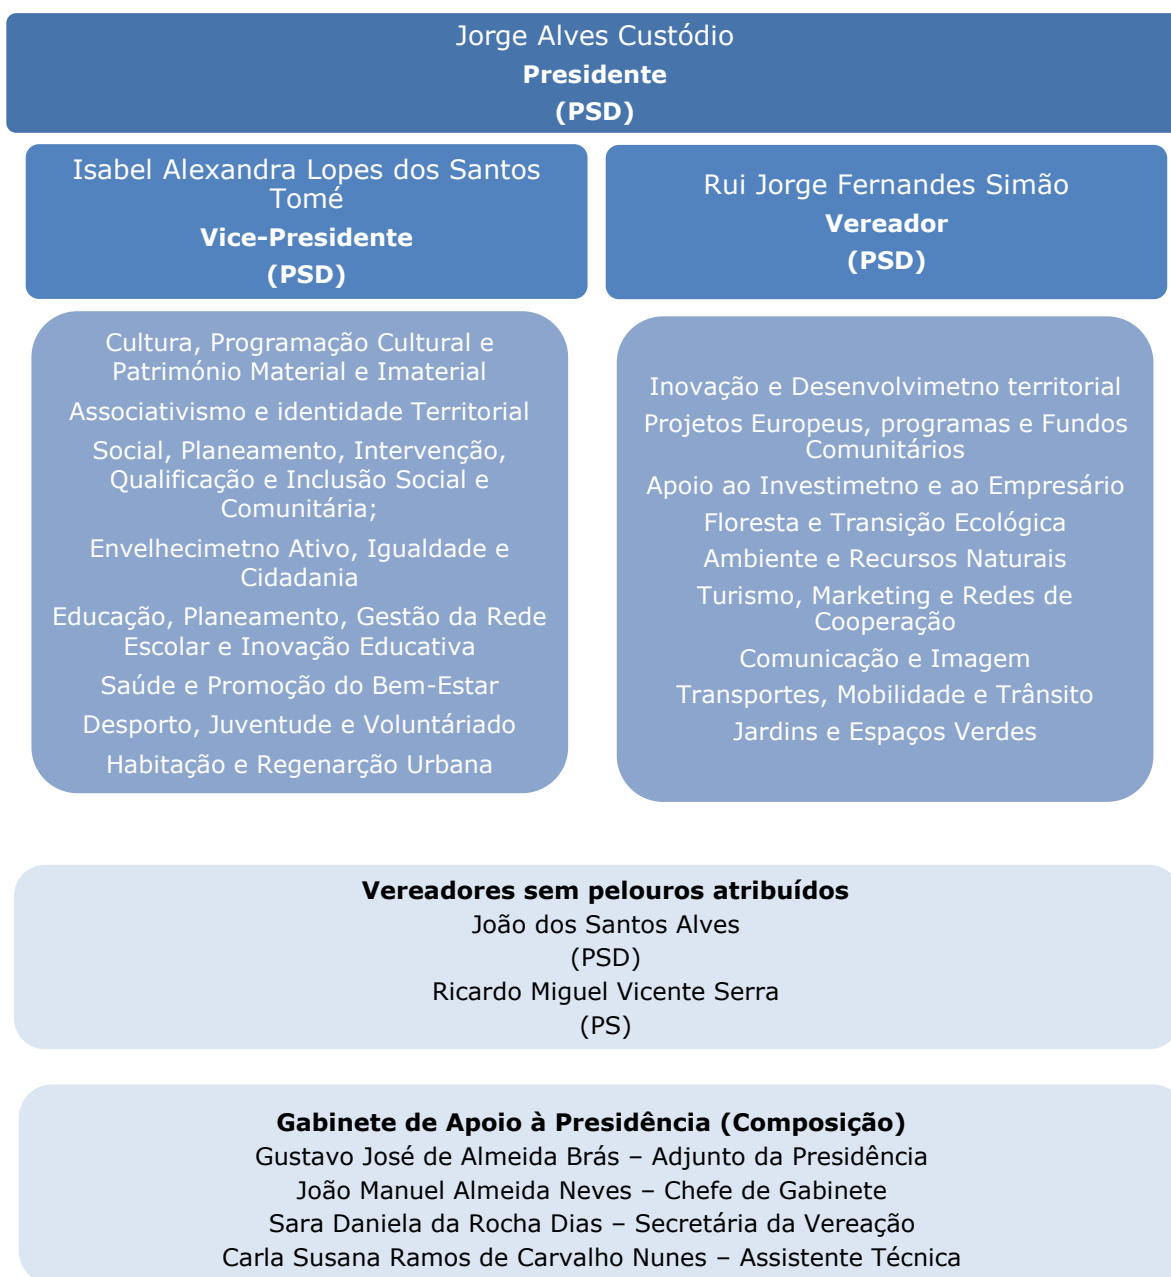 Jorge Alves Custódio
Presidente
(PSD)
Isabel Alexandra Lopes dos Santos
Tomé
Vice-Presidente
(PSD)
Rui Jorge Fernandes Simão
Vereador
(PSD)
Cultura, Programação Cultural e
Património Material e Imaterial
Associativismo e identidade Territorial
Social, Planeamento, Intervenção,
Qualificação e Inclusão Social e
Comunitária;
Envelhecimetno Ativo, Igualdade e
Cidadania
Educação, Planeamento, Gestão da Rede
Escolar e Inovação Educativa
Saúde e Promoção do Bem-Estar
Desporto, Juventude e Voluntáriado
Habitação e Regenarção Urbana
Inovação e Desenvolvimetno territorial
Projetos Europeus, programas e Fundos
Comunitários
Apoio ao Investimetno e ao Empresário
Floresta e Transição Ecológica
Ambiente e Recursos Naturais
Turismo, Marketing e Redes de
Cooperação
Comunicação e Imagem
Transportes, Mobilidade e Trânsito
Jardins e Espaços Verdes
Vereadores sem pelouros atribuídos
João dos Santos Alves
(PSD)
Ricardo Miguel Vicente Serra
(PS)
Gabinete de Apoio à Presidência (Composição)
Gustavo José de Almeida Brás – Adjunto da Presidência
João Manuel Almeida Neves – Chefe de Gabinete
Sara Daniela da Rocha Dias – Secretária da Vereação
Carla Susana Ramos de Carvalho Nunes – Assistente Técnica